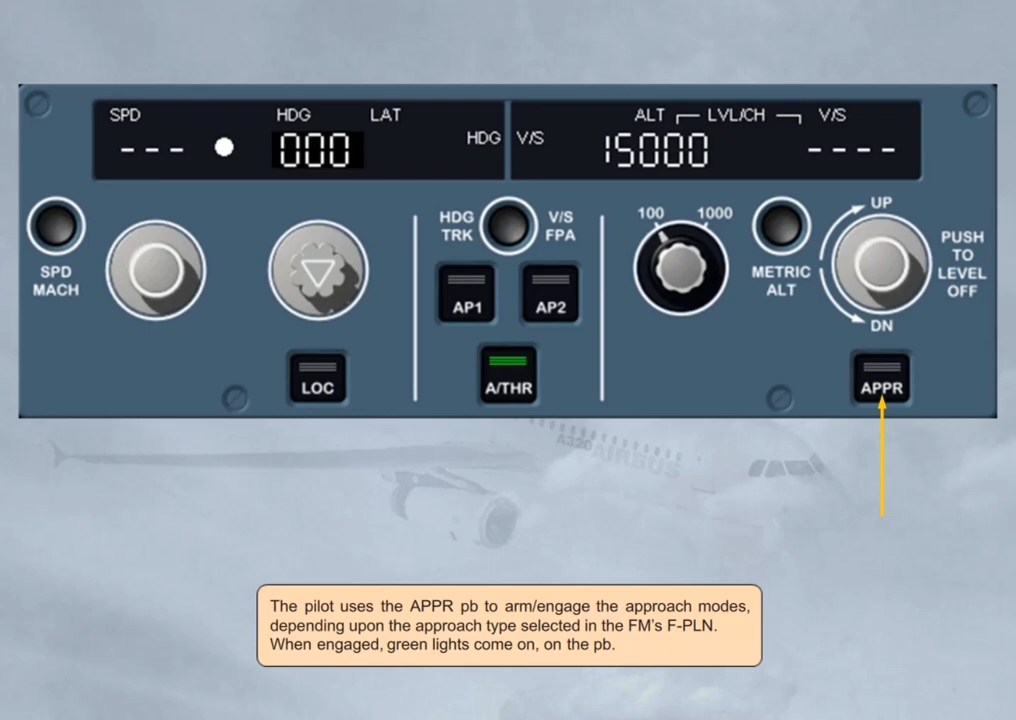 SPD HDG LAT ALT LVL/CH V/S
HDG V/S
--- 000 15000 ----
HDG V/S 100 1000 UP
TRK FPA
SPD METRIC PUSH
MACH ALT TO
LEVEL
OFF
AP1 AP2
DN
LOC A/THR APPR
A320 AIRBUS
The pilot uses the APPR pb to arm/engage the approach modes,
depending upon the approach type selected in the FM's F-PLN.
When engaged, green lights come on, on the pb.